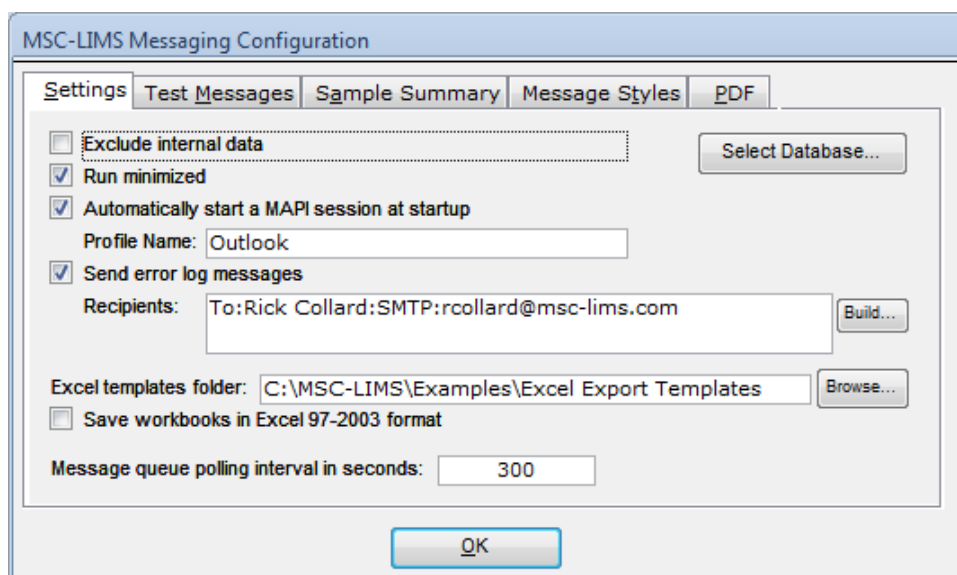 MSC-LIMS Messaging Configuration
Settings Test Messages Sample Summary Message Styles PDF
Exclude internal data
Select Database...
Run minimized
Automatically start a MAPI session at startup
Profile Name: Outlook
Send error log messages
Recipients: To:Rick Collard:SMTP:rcollard@msc-lims.com Build...
Excel templates folder: C:\MSC-LIMS\Examples\Excel Export Templates Browse...
Save workbooks in Excel 97-2003 format
Message queue polling interval in seconds: 300
OK